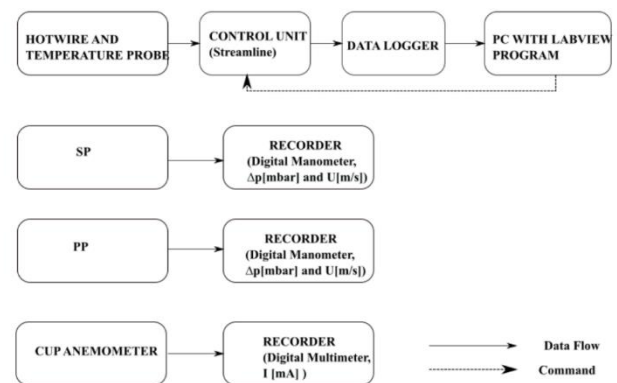 HOTWIRE AND
TEMPERATURE PROBE
CONTROL UNIT
(Streamline)
DATA LOGGER
PC WITH LABVIEW
PROGRAM
SP
RECORDER
(Digital Manometer,
Δp[mbar] and U[m/s])
PP
RECORDER
(Digital Manometer,
Δp[mbar] and U[m/s])
CUP ANEMOMETER
RECORDER
(Digital Multimeter,
I [mA] )
Data Flow
Command